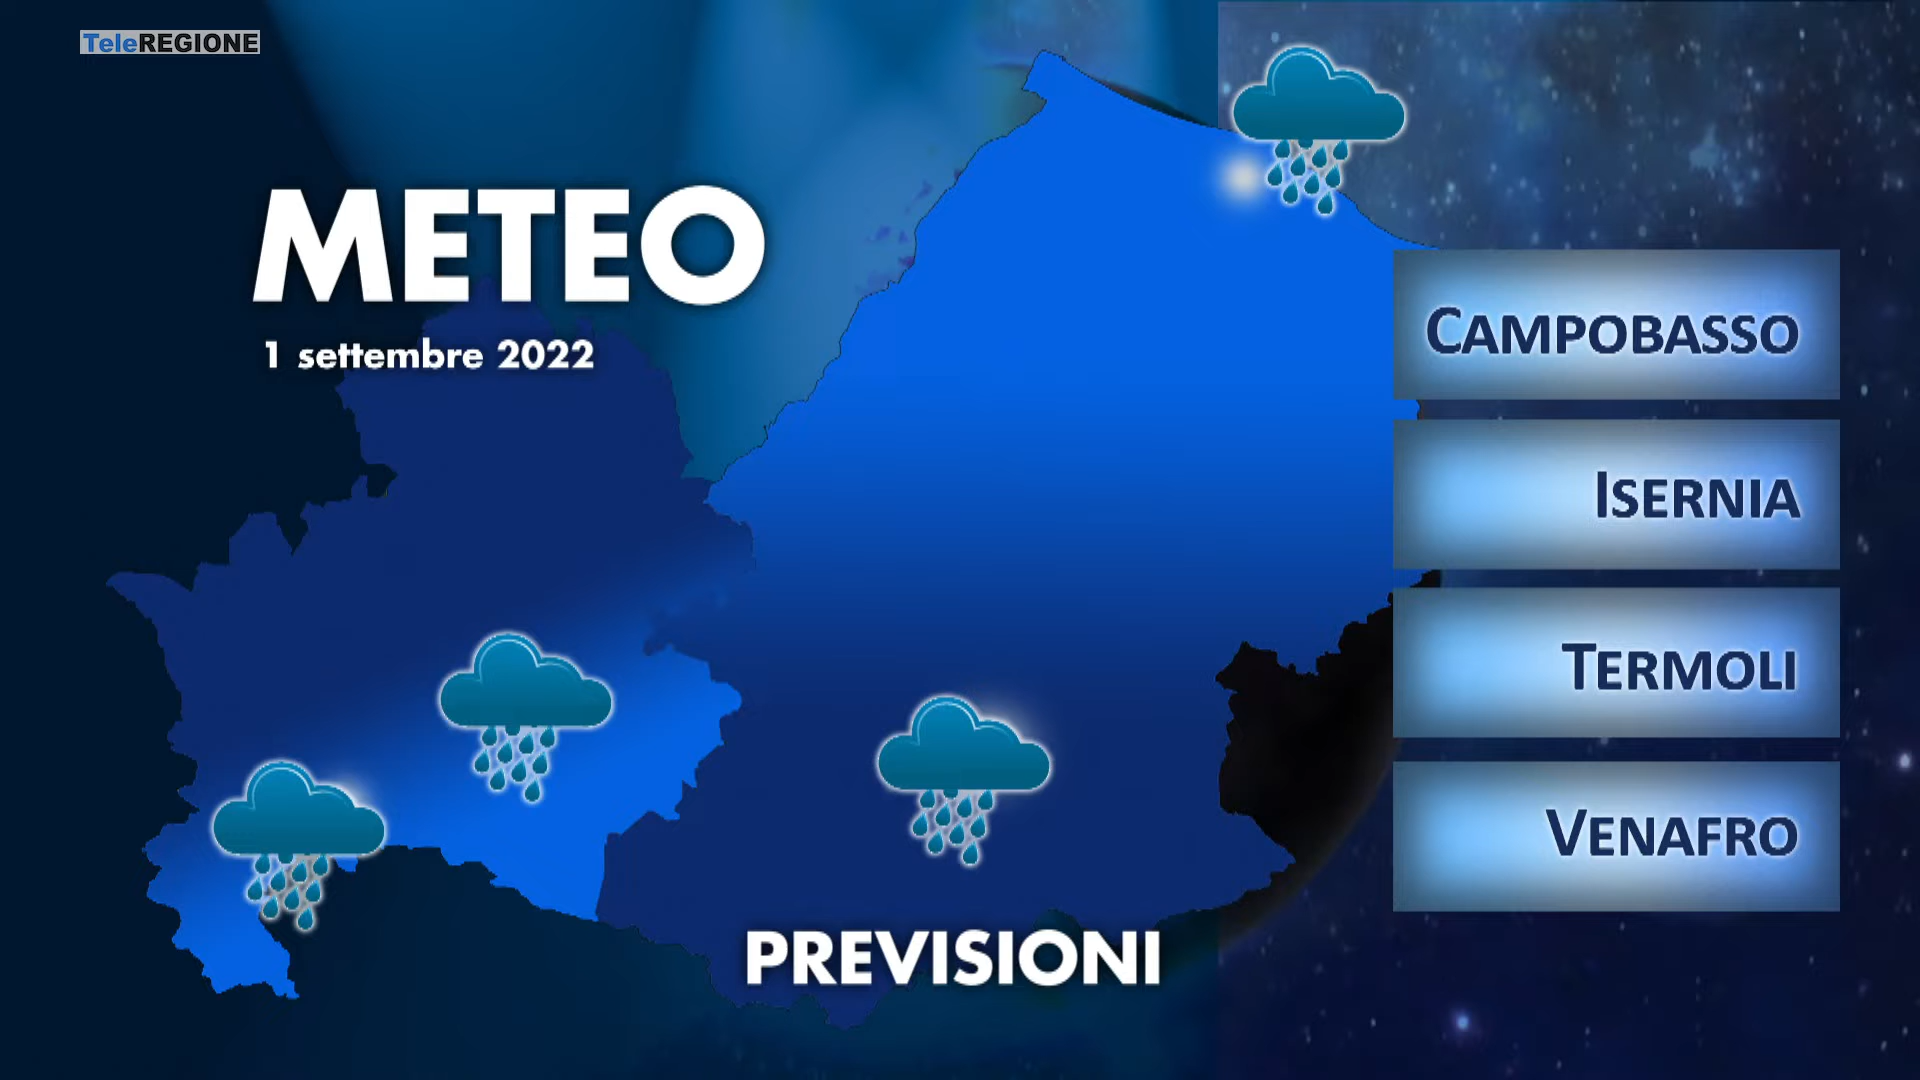 TeleREGIONE
METEO
1 settembre 2022
CAMPOBASSO
ISERNIA
TERMOLI
VENAFRO
PREVISIONI